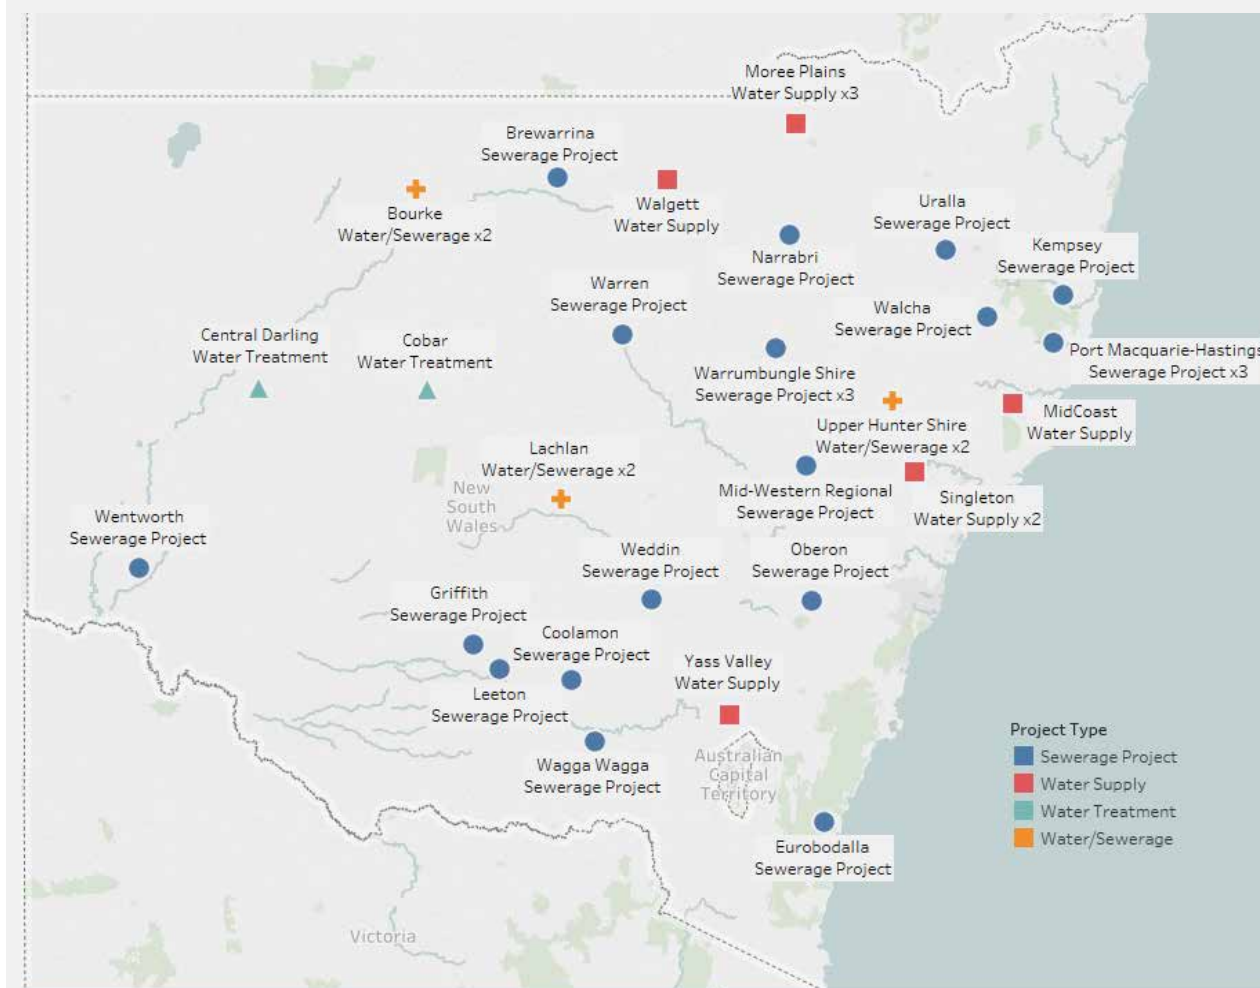 Moree Plains
Water Supply x3
Brewarrina
Sewerage Project
Bourke
Water/Sewerage x2
Walgett
Water Supply
Uralla
Sewerage Project
Narrabri
Sewerage Project
Kempsey
Sewerage Project
Warren
Sewerage Project
Walcha
Sewerage Project
Central Darling
Water Treatment
Cobar
Water Treatment
Warrumbungle Shire
Sewerage Project x3
Port Macquarie-Hastings
Sewerage Project x3
MidCoast
Water Supply
Upper Hunter Shire
Water/Sewerage x2
Lachlan
Water/Sewerage x2
New
South
Wales
Mid-Western Regional
Sewerage Project
Singleton
Water Supply x2
Wentworth
Sewerage Project
Weddin
Sewerage Project
Oberon
Sewerage Project
Griffith
Sewerage Project
Coolamon
Sewerage Project
Leeton
Sewerage Project
Yass Valley
Water Supply
Wagga Wagga
Sewerage Project
Australian
Capital
Territory
Eurobodalla
Sewerage Project
Victoria
Project Type
Sewerage Project
Water Supply
Water Treatment
Water/Sewerage